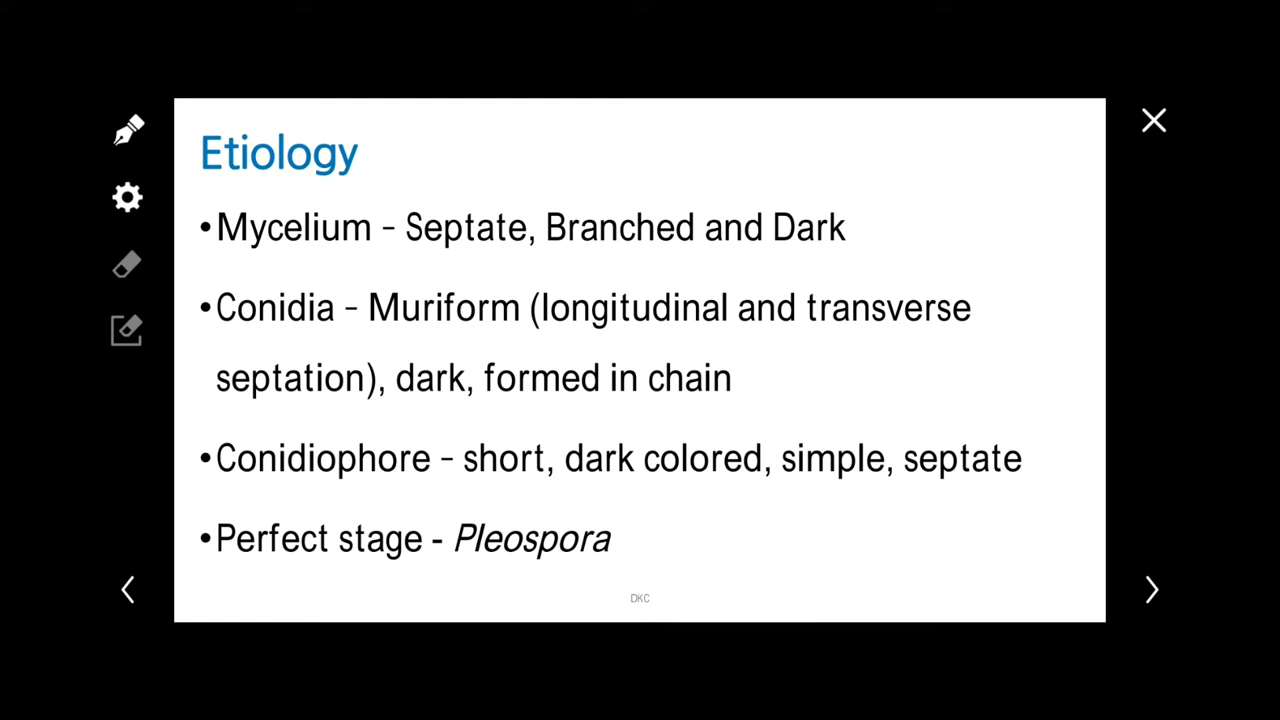 Etiology
•Mycelium – Septate, Branched and Dark
•Conidia – Muriform (longitudinal and transverse
septation), dark, formed in chain
•Conidiophore – short, dark colored, simple, septate
•Perfect stage - Pleospora
DKC